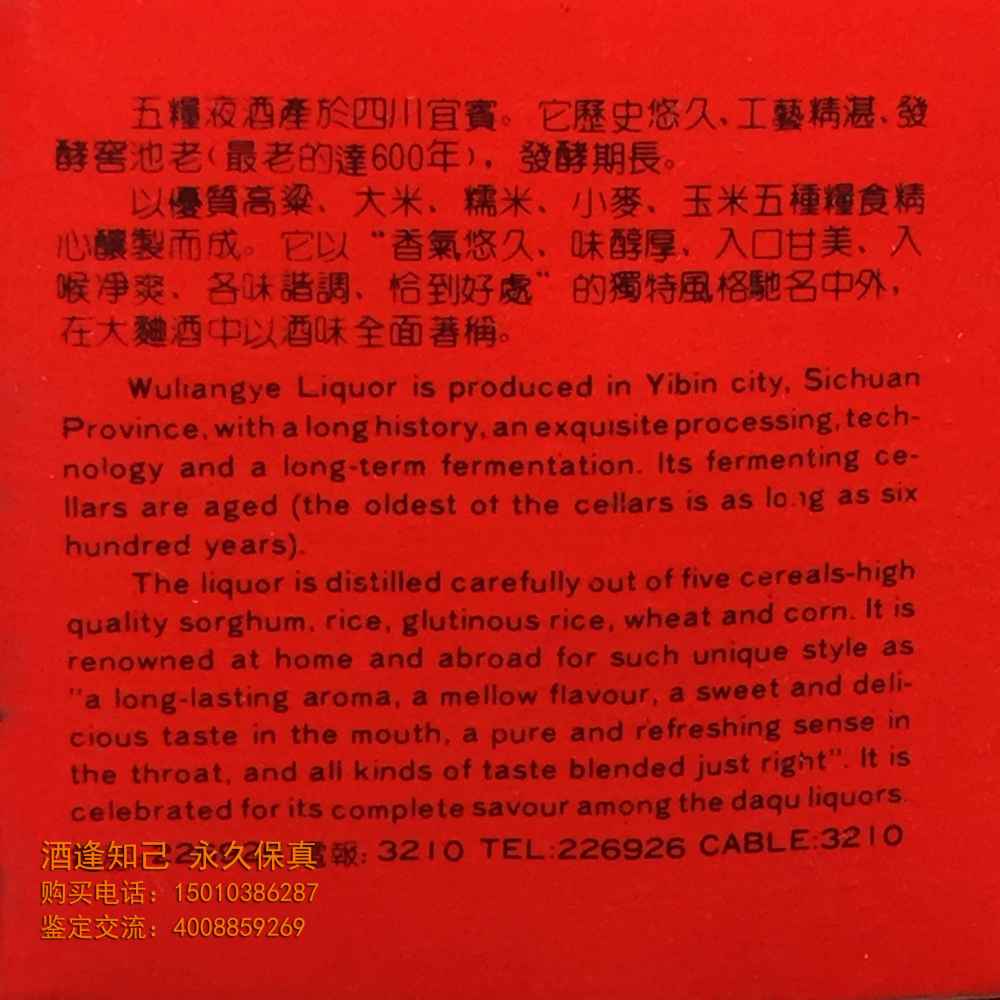 五糧液酒產於四川宜賓。它歷史悠久、工藝精湛、發
酵窖池老(最老的達600年)，發酵期長。
以優質高粱、大米、糯米、小麥、玉米五種糧食精
心釀製而成。它以“香氣悠久、味醇厚、入口甘美、入
喉凈爽、各味諧調、恰到好處”的獨特風格馳名中外，
在大麯酒中以酒味全面著稱。
Wuliangye Liquor is produced in Yibin city, Sichuan
Province, with a long history, an exquisite processing, tech-
nology and a long-term fermentation. Its fermenting ce-
llars are aged (the oldest of the cellars is as long as six
hundred years).
The liquor is distilled carefully out of five cereals-high
quality sorghum, rice, glutinous rice, wheat and corn. It is
renowned at home and abroad for such unique style as
"a long-lasting aroma, a mellow flavour, a sweet and deli-
cious taste in the mouth, a pure and refreshing sense in
the throat, and all kinds of taste blended just right". It is
celebrated for its complete savour among the daqu liquors.
報: 3210 TEL:226926 CABLE:3210
酒逢知己 永久保真
购买电话：15010386287
鉴定交流：4008859269